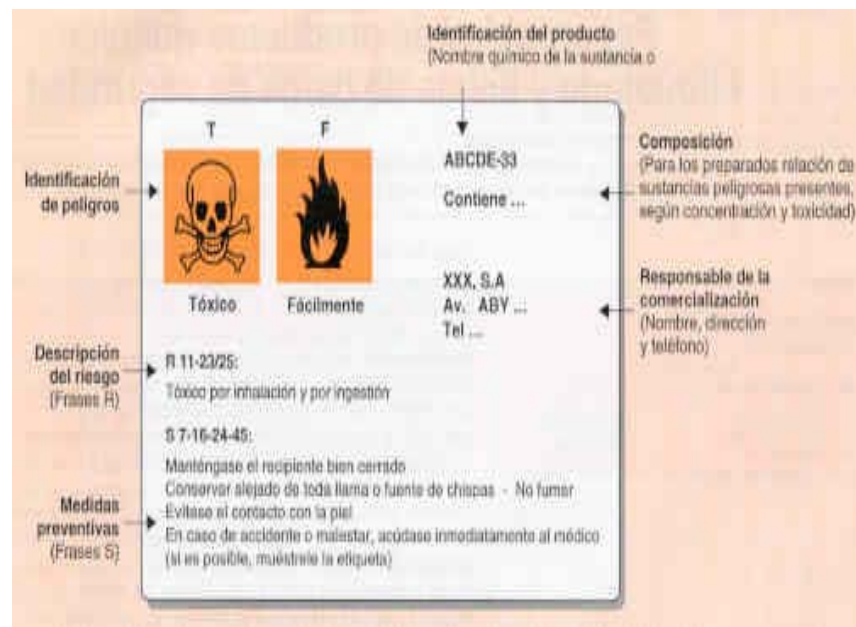 Identificación del producto
(Nombre químico de la sustancia o
T
F
Identificación
de peligros
ABCDE-33
Contiene ...
Composición
(Para los preparados relación de
sustancias peligrosas presentes,
según concentración y toxicidad)
Tóxico
Fácilmente
XXX, S.A
Av. ABY ...
Tel ...
Responsable de la
comercialización
(Nombre, dirección
y teléfono)
Descripción
del riesgo
(Frases R)
R 11-23/25:
Tóxico por inhalación y por ingestión
S 7-16-24-45:
Manténgase el recipiente bien cerrado
Conservar alejado de toda llama o fuente de chispas - No fumar
Evítese el contacto con la piel
En caso de accidente o malestar, acúdase inmediatamente al médico
(si es posible, muéstrele la etiqueta)
Medidas
preventivas
(Frases S)